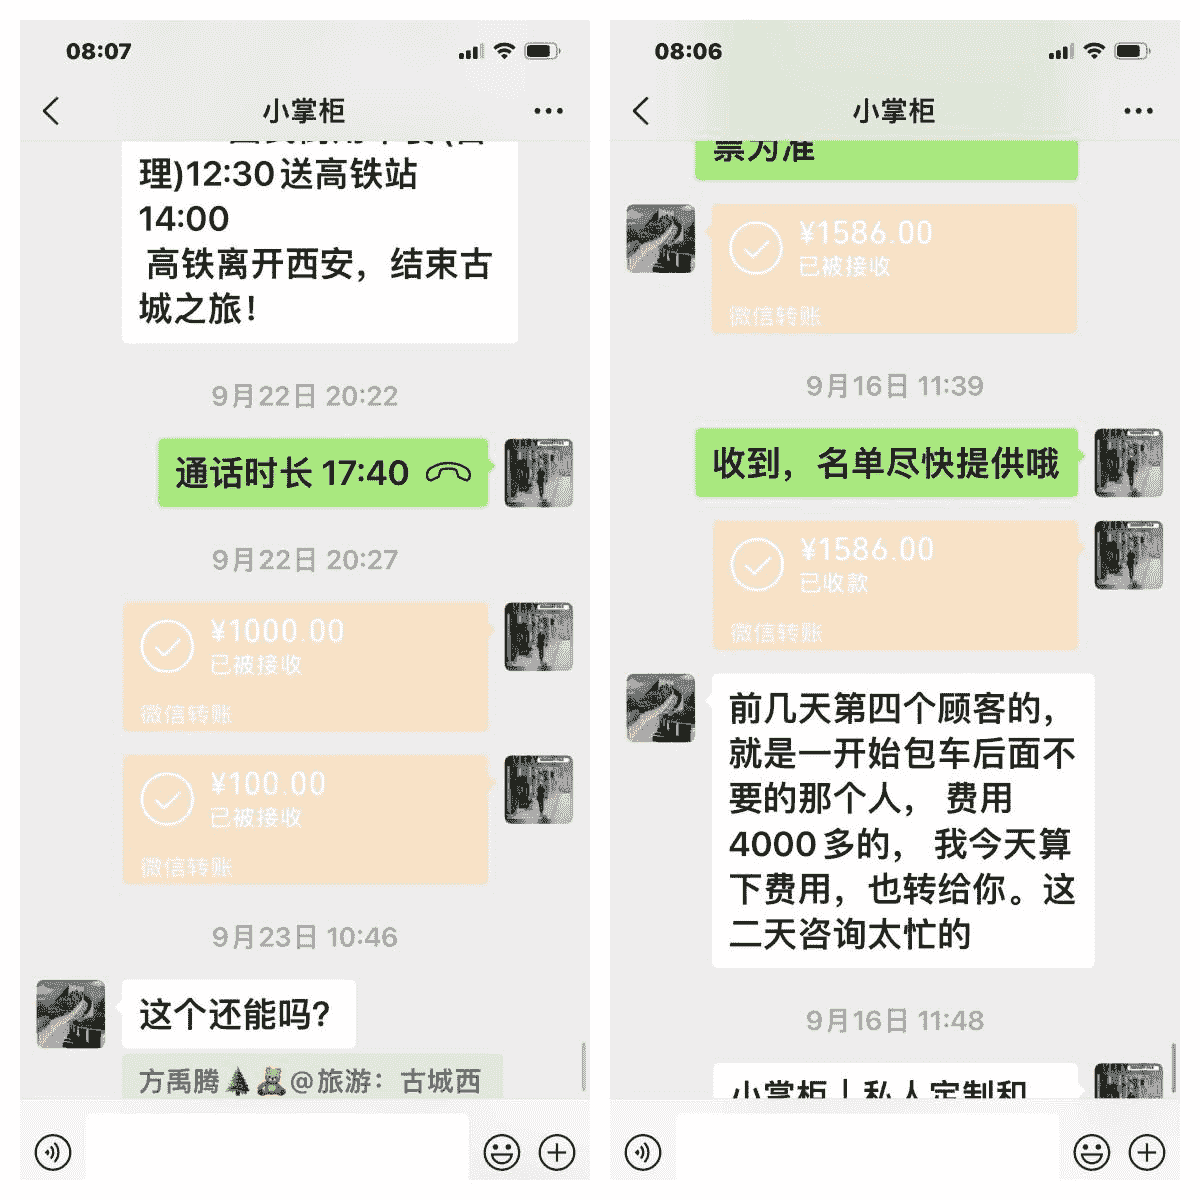 08:07
小掌柜
理)12:30送高铁站
14:00
高铁离开西安，结束古
城之旅！
9月22日 20:22
通话时长 17:40
9月22日 20:27
¥1000.00
已被接收
微信转账
¥100.00
已被接收
微信转账
9月23日 10:46
这个还能吗？
方禹腾🌲🧸@旅游：古城西
08:06
小掌柜
票为准
¥1586.00
已被接收
微信转账
9月16日 11:39
收到，名单尽快提供哦
¥1586.00
已收款
微信转账
前几天第四个顾客的，
就是一开始包车后面不
要的那个人， 费用
4000多的， 我今天算
下费用，也转给你。这
二天咨询太忙的
9月16日 11:48
小掌柜丨私人定制和